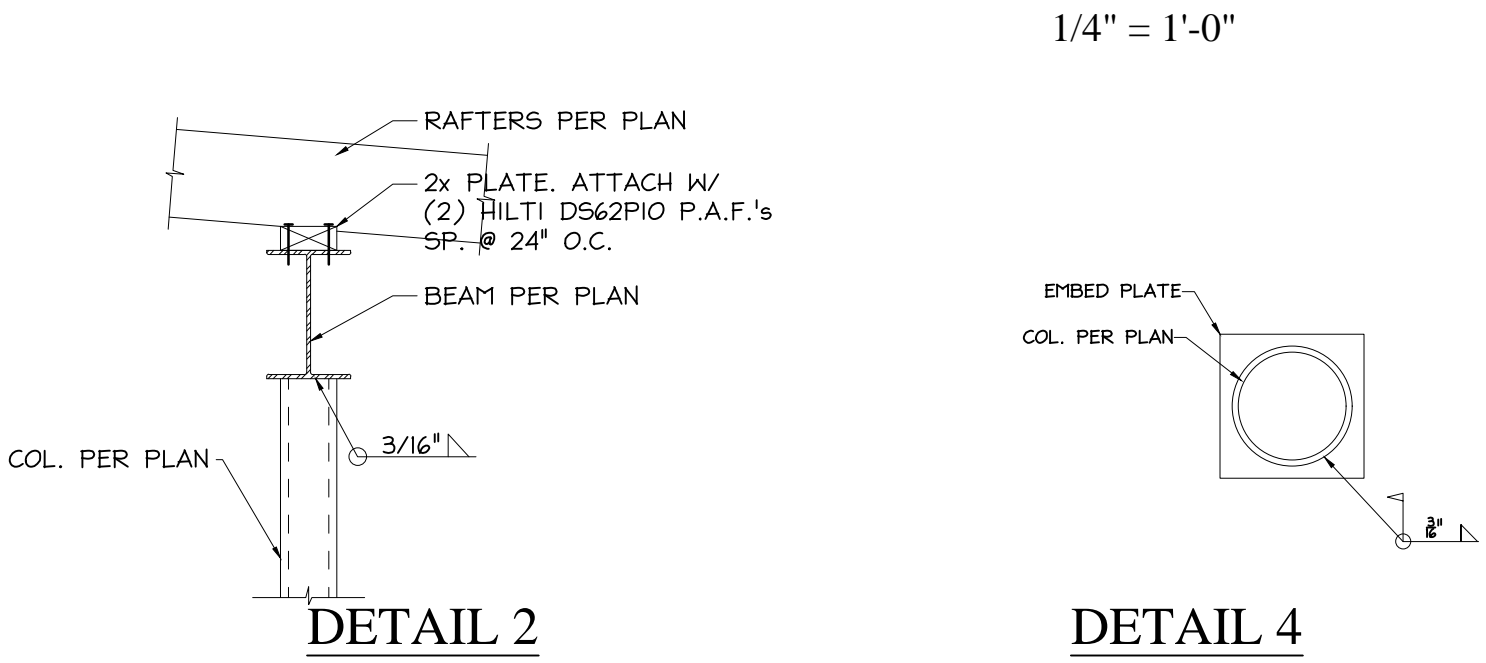 1/4" = 1'-0"
RAFTERS PER PLAN
2x PLATE. ATTACH W/
(2) HILTI DS62P10 P.A.F.'s
SP. @ 24" O.C.
BEAM PER PLAN
3/16"
COL. PER PLAN
DETAIL 2
EMBED PLATE
COL. PER PLAN
3/16"
DETAIL 4